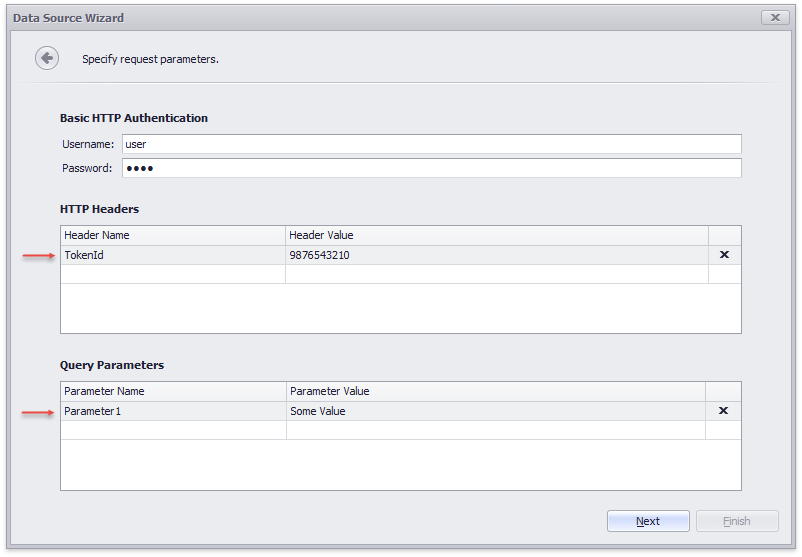 Data Source Wizard
Specify request parameters.
Basic HTTP Authentication
Username: user
Password: ●●●●
HTTP Headers
Header Name Header Value
TokenId 9876543210 x
Query Parameters
Parameter Name Parameter Value
Parameter1 Some Value x
Next Finish